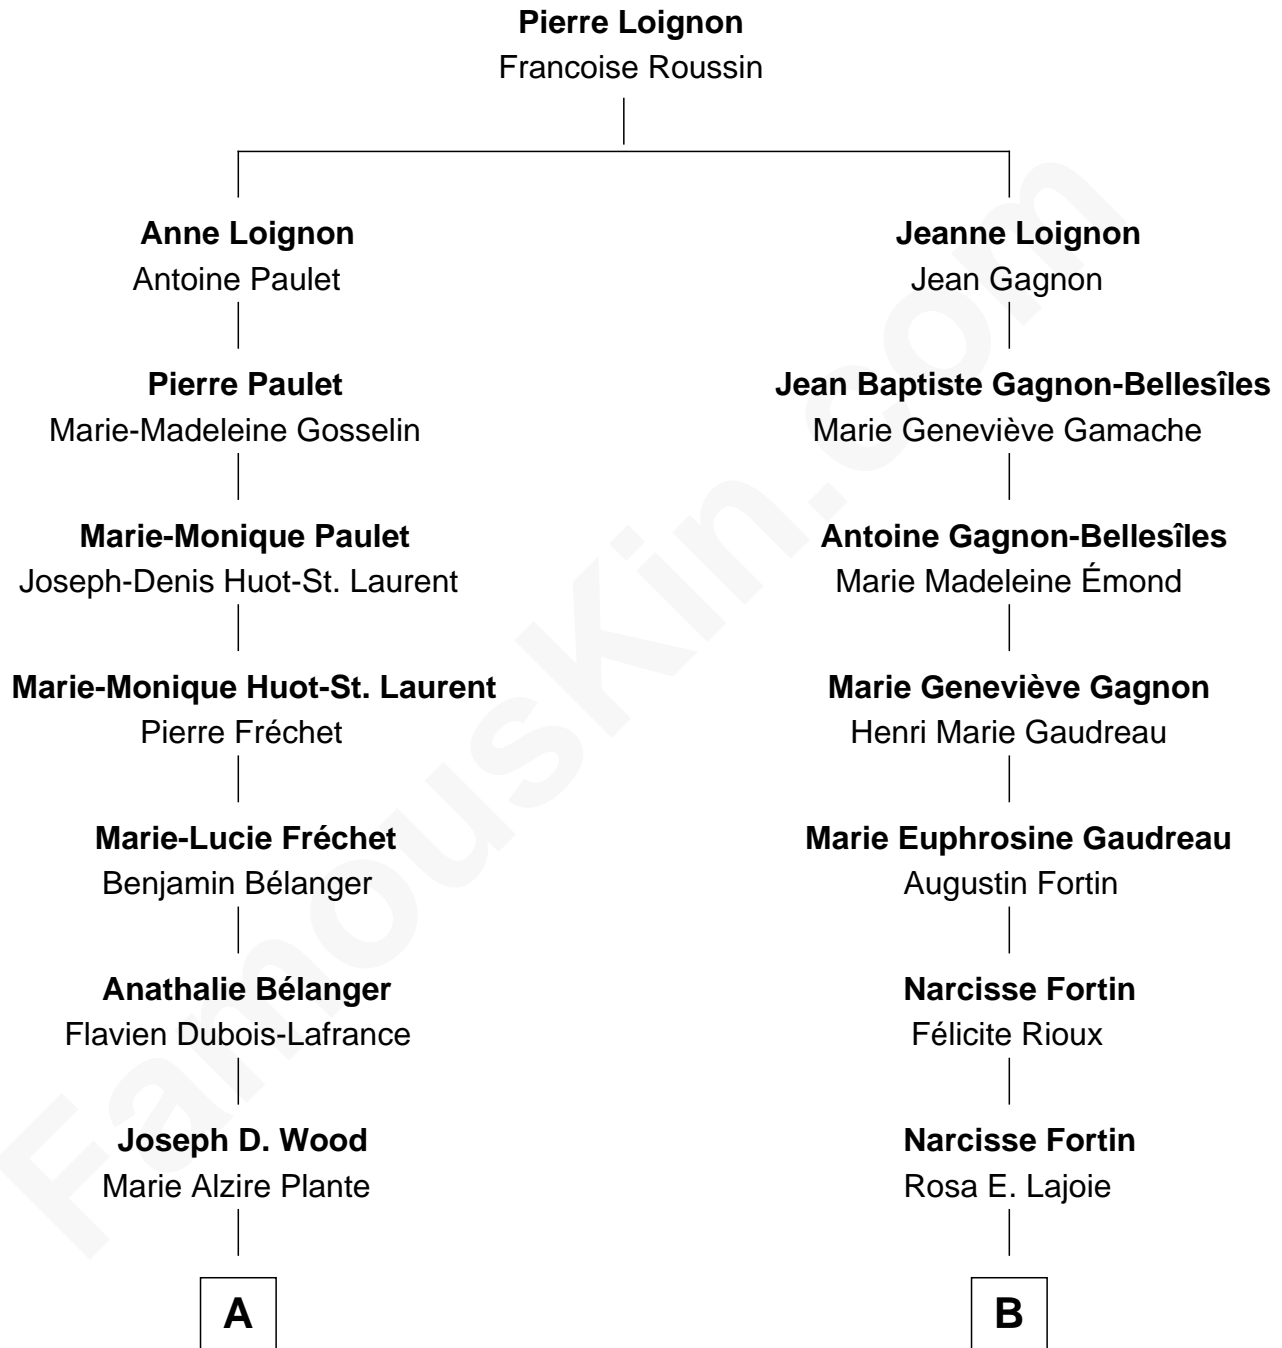 Pierre Loignon
Francoise Roussin
Anne Loignon
Antoine Paulet
Pierre Paulet
Marie-Madeleine Gosselin
Marie-Monique Paulet
Joseph-Denis Huot-St. Laurent
Marie-Monique Huot-St. Laurent
Pierre Fréchet
Marie-Lucie Fréchet
Benjamin Bélanger
Anathalie Bélanger
Flavien Dubois-Lafrance
Joseph D. Wood
Marie Alzire Plante
A
Jeanne Loignon
Jean Gagnon
Jean Baptiste Gagnon-Bellesîles
Marie Geneviève Gamache
Antoine Gagnon-Bellesîles
Marie Madeleine Émond
Marie Geneviève Gagnon
Henri Marie Gaudreau
Marie Euphrosine Gaudreau
Augustin Fortin
Narcisse Fortin
Félicite Rioux
Narcisse Fortin
Rosa E. Lajoie
B
FamousKin.com